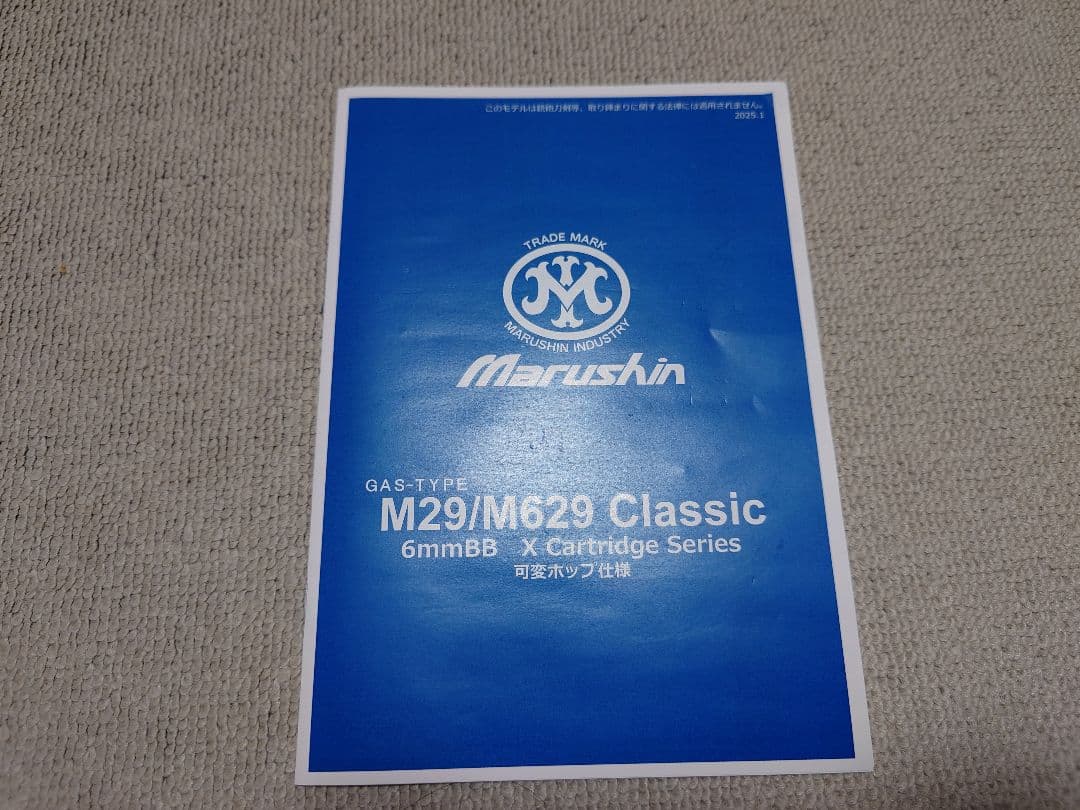 このモデルは銃砲刀剣等、取り締まりに関する法律には適用されません。
2025.1
TRADE MARK
M
MARUSHIN INDUSTRY
Marushin
GAS-TYPE
M29/M629 Classic
6mmBB X Cartridge Series
可変ホップ仕様